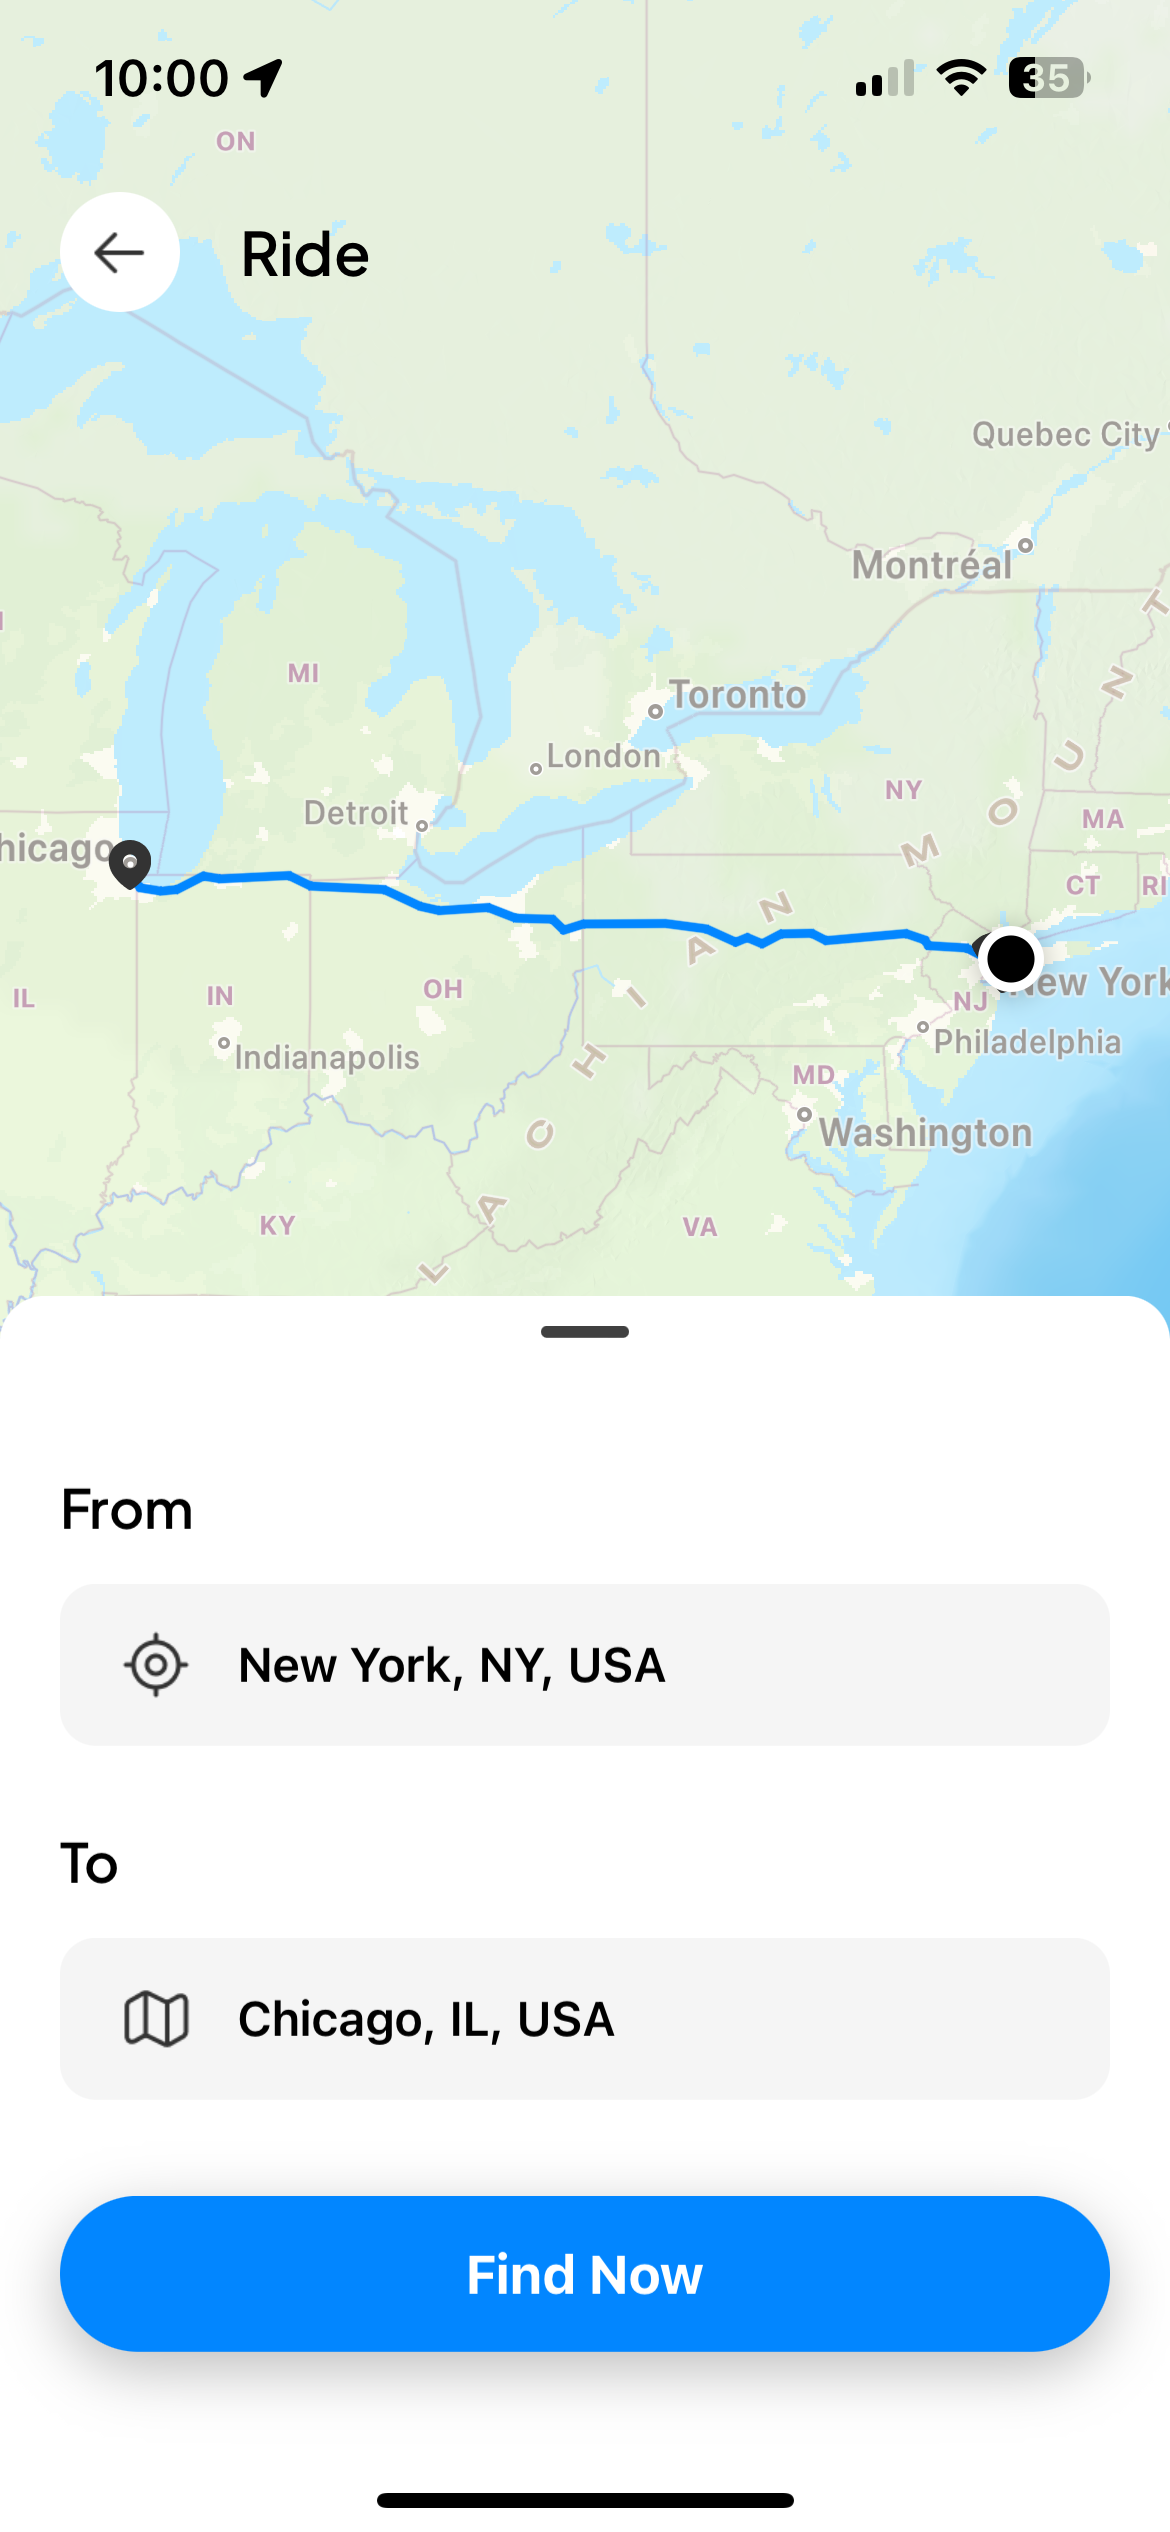 10:00
35
ON
Ride
Quebec City
Montréal
MI
Toronto
London
NY
Detroit
MA
hicago
CT
RI
IL
IN
OH
NJ
ew York
Indianapolis
Philadelphia
MD
Washington
KY
VA
A P A L A C H I A N M O U N T
From
New York, NY, USA
To
Chicago, IL, USA
Find Now